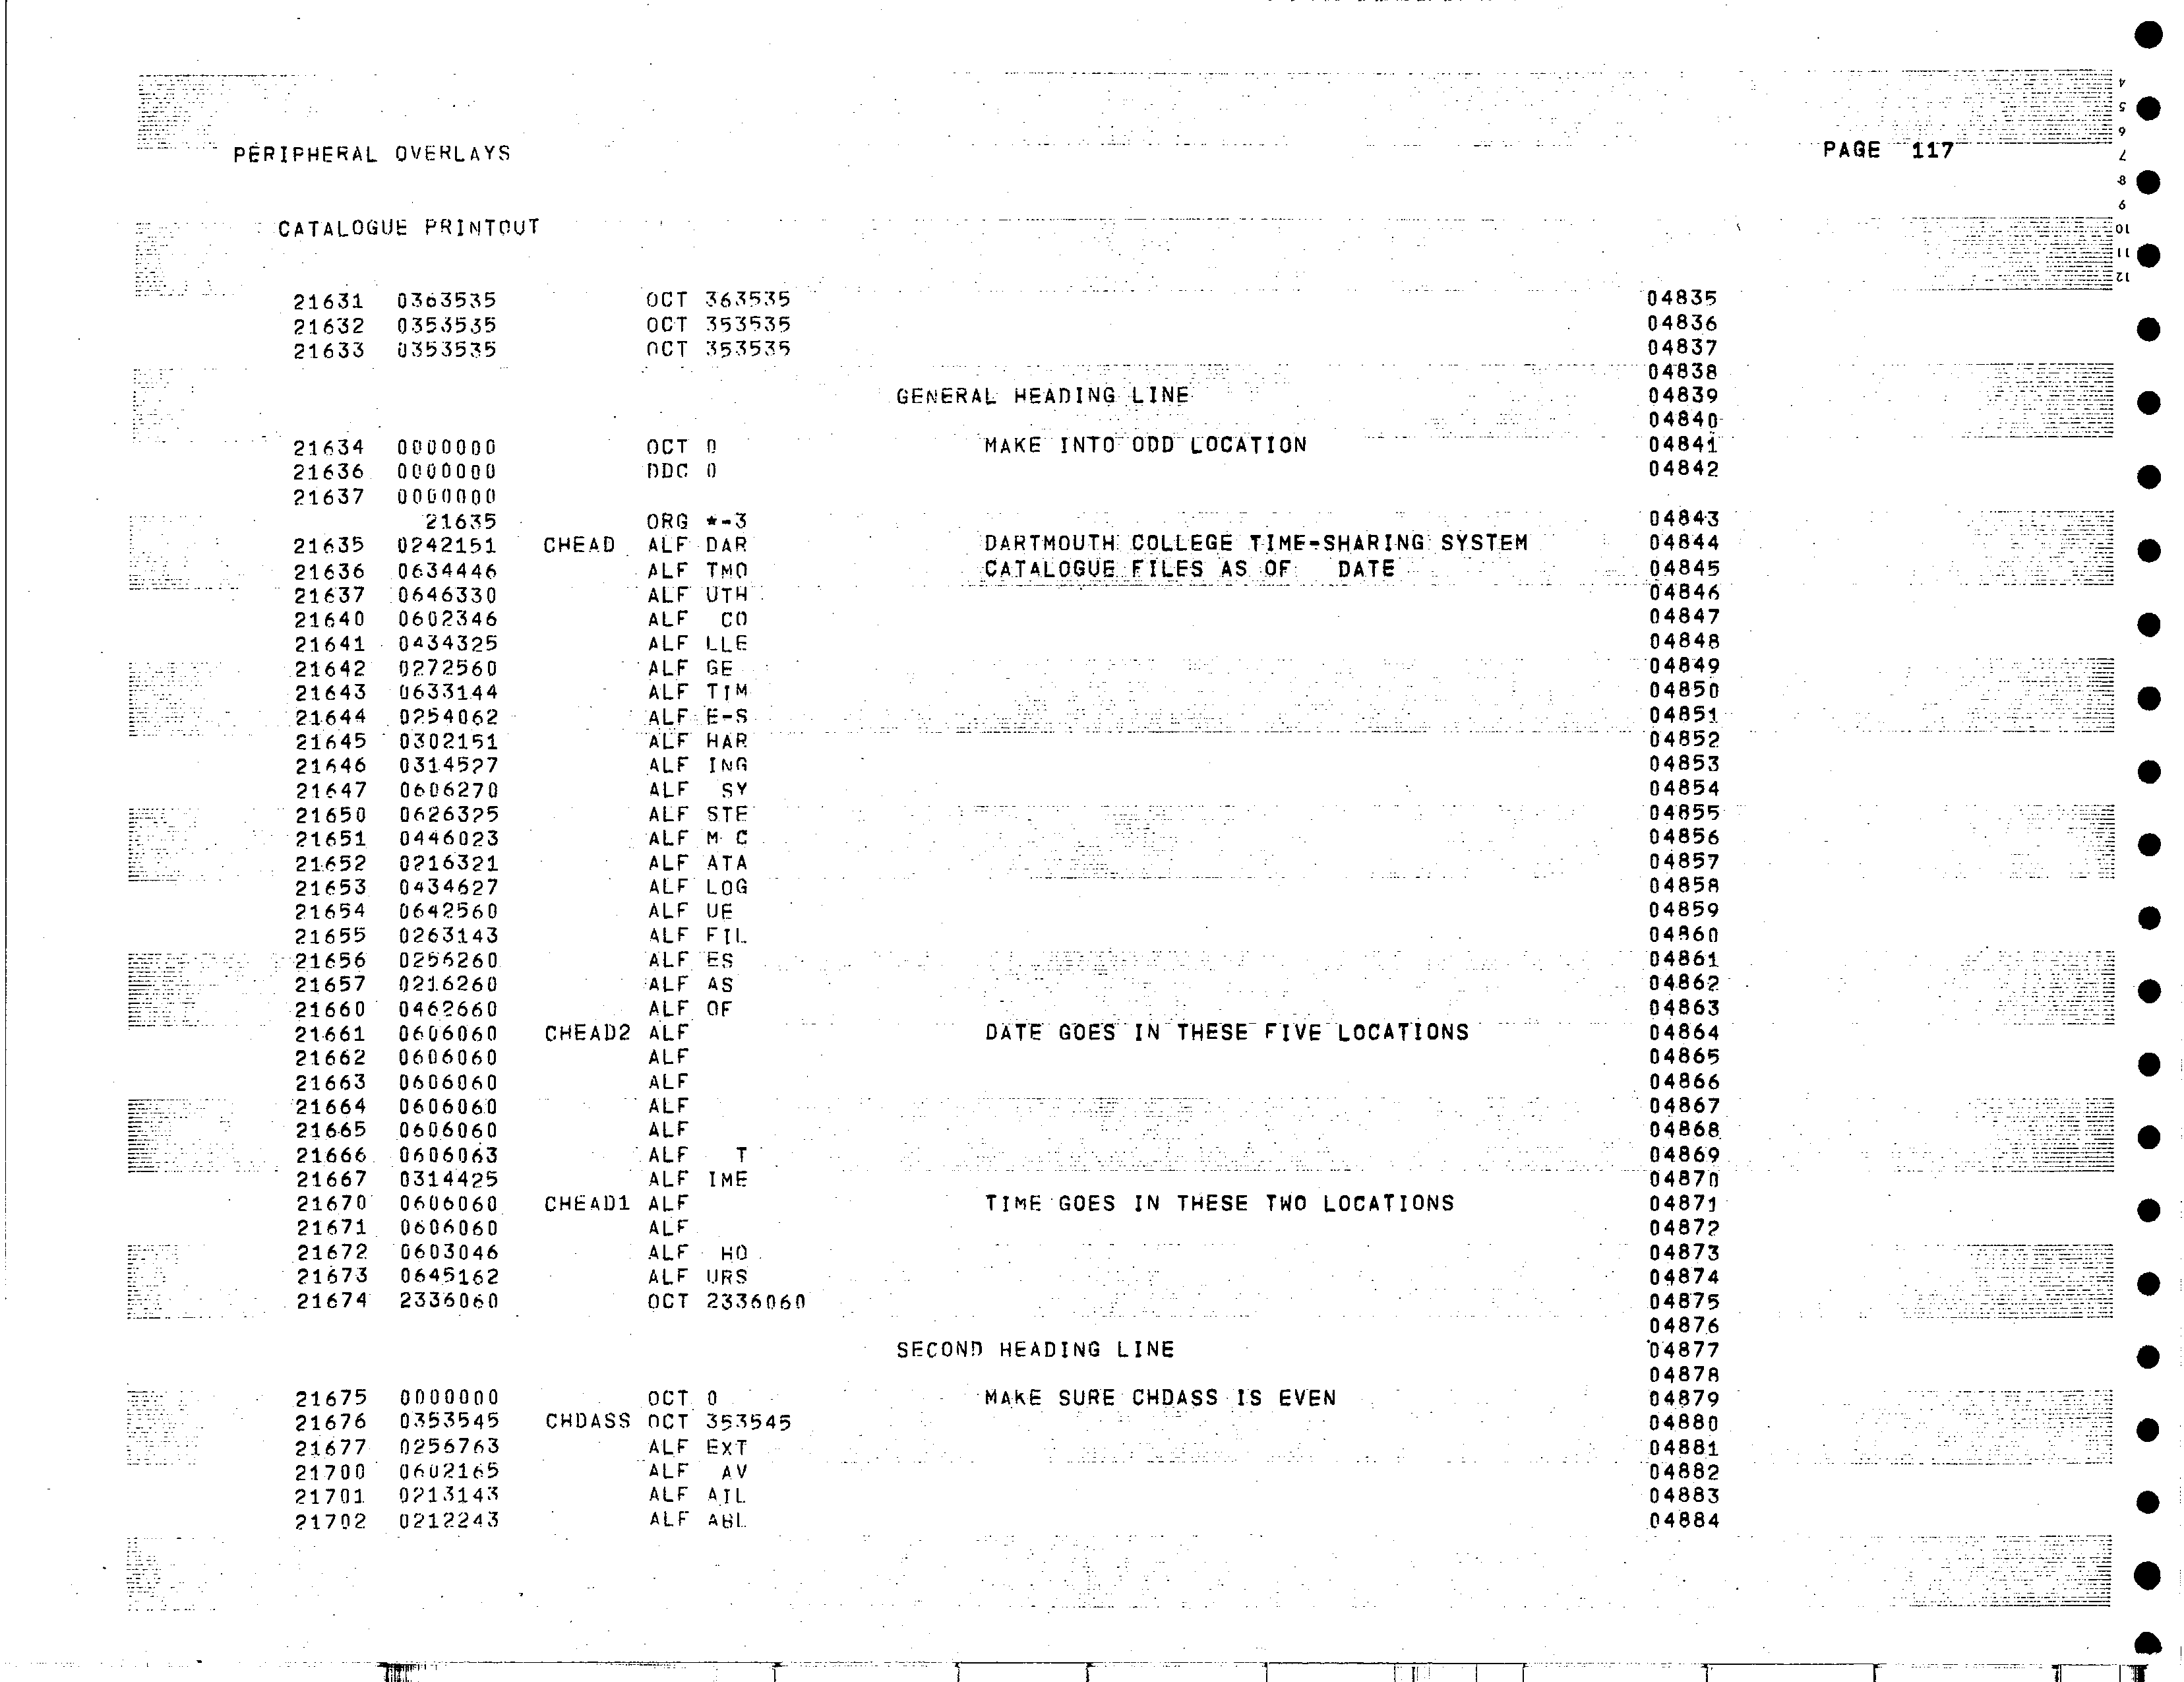 PERIPHERAL OVERLAYS PAGE 117
CATALOGUE PRINTOUT
21631 0363535 OCT 363535 04835
21632 0353535 OCT 353535 04836
21633 0353535 OCT 353535 04837
04838
GENERAL HEADING LINE 04839
04840
21634 0000000 OCT 0 MAKE INTO ODD LOCATION 04841
21636 0000000 DDC 0 04842
21637 0000000
21635 ORG *-3 04843
21635 0242151 CHEAD ALF DAR DARTMOUTH COLLEGE TIME-SHARING SYSTEM 04844
21636 0634446 ALF TMO CATALOGUE FILES AS OF DATE 04845
21637 0646330 ALF UTH 04846
21640 0602346 ALF CO 04847
21641 0434325 ALF LLE 04848
21642 0272560 ALF GE 04849
21643 0633144 ALF TIM 04850
21644 0254062 ALF E-S 04851
21645 0302151 ALF HAR 04852
21646 0314527 ALF ING 04853
21647 0606270 ALF SY 04854
21650 0626325 ALF STE 04855
21651 0446023 ALF M C 04856
21652 0216321 ALF ATA 04857
21653 0434627 ALF LOG 04858
21654 0642560 ALF UE 04859
21655 0263143 ALF FIL 04860
21656 0256260 ALF ES 04861
21657 0216260 ALF AS 04862
21660 0462660 ALF OF 04863
21661 0606060 CHEAD2 ALF DATE GOES IN THESE FIVE LOCATIONS 04864
21662 0606060 ALF 04865
21663 0606060 ALF 04866
21664 0606060 ALF 04867
21665 0606060 ALF 04868
21666 0606063 ALF T 04869
21667 0314425 ALF IME 04870
21670 0606060 CHEAD1 ALF TIME GOES IN THESE TWO LOCATIONS 04871
21671 0606060 ALF 04872
21672 0603046 ALF HO 04873
21673 0645162 ALF URS 04874
21674 2336060 OCT 2336060 04875
04876
SECOND HEADING LINE 04877
04878
21675 0000000 OCT 0 MAKE SURE CHDASS IS EVEN 04879
21676 0353545 CHDASS OCT 353545 04880
21677 0256763 ALF EXT 04881
21700 0602165 ALF AV 04882
21701 0213143 ALF AIL 04883
21702 0212243 ALF ABL 04884
4
5
6
7
8
9
10
11
12